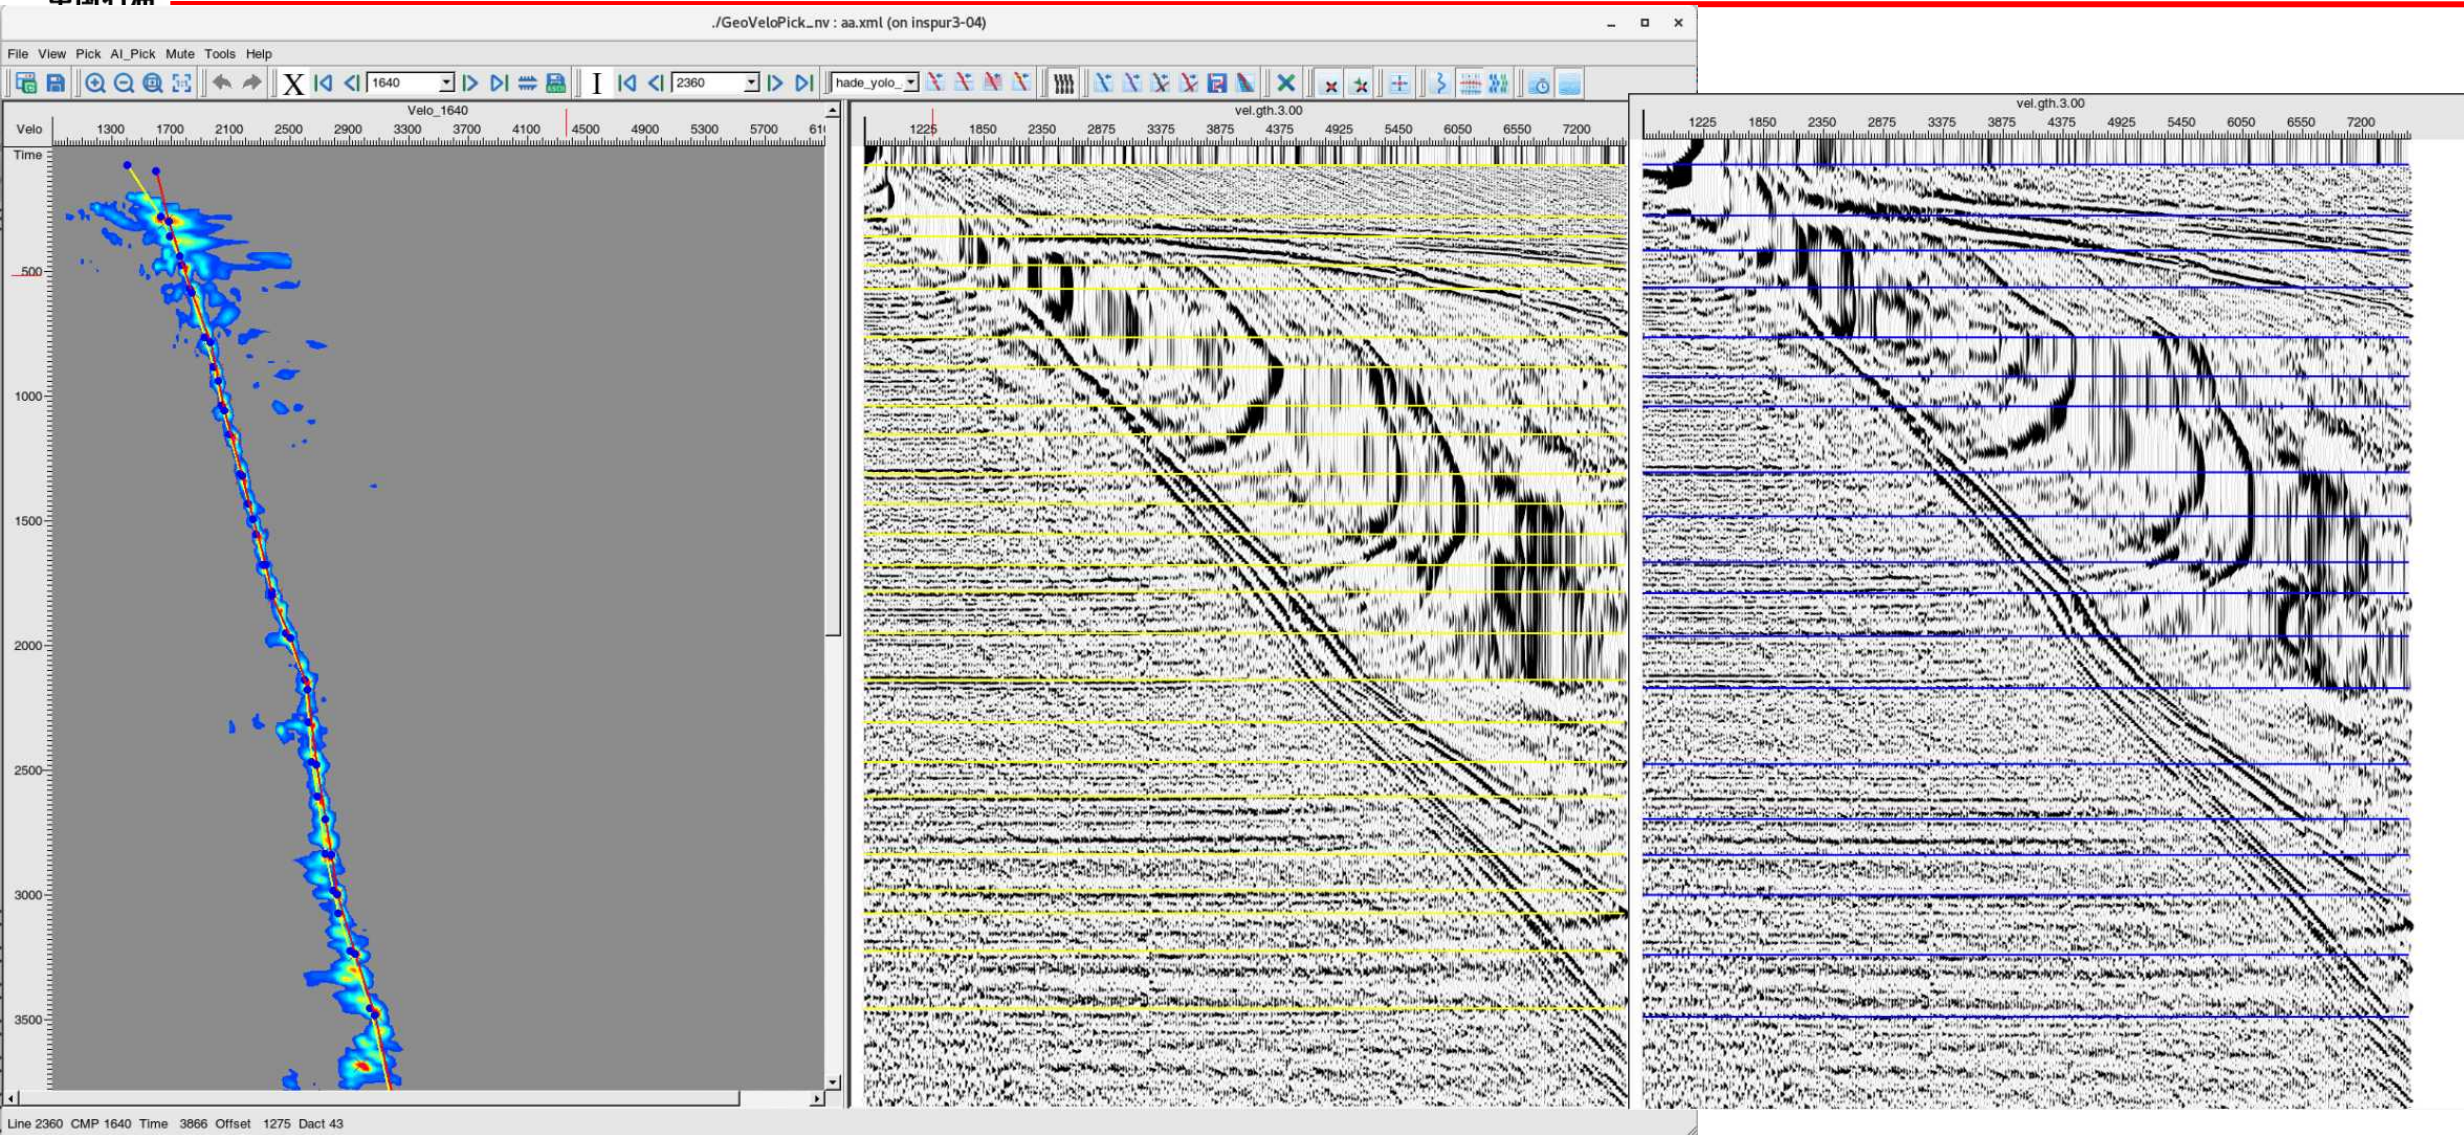 ./GeoVeloPick_nv : aa.xml (on inspur3-04)
File View Pick AI_Pick Mute Tools Help
X 1640 I 2360 hade_yolo_
Velo_1640
Velo 1300 1700 2100 2500 2900 3300 3700 4100 4500 4900 5300 5700 610
Time
500
1000
1500
2000
2500
3000
3500
vel.gth.3.00
1225 1850 2350 2875 3375 3875 4375 4925 5450 6050 6550 7200
vel.gth.3.00
1225 1850 2350 2875 3375 3875 4375 4925 5450 6050 6550 7200
Line 2360 CMP 1640 Time 3866 Offset 1275 Dact 43